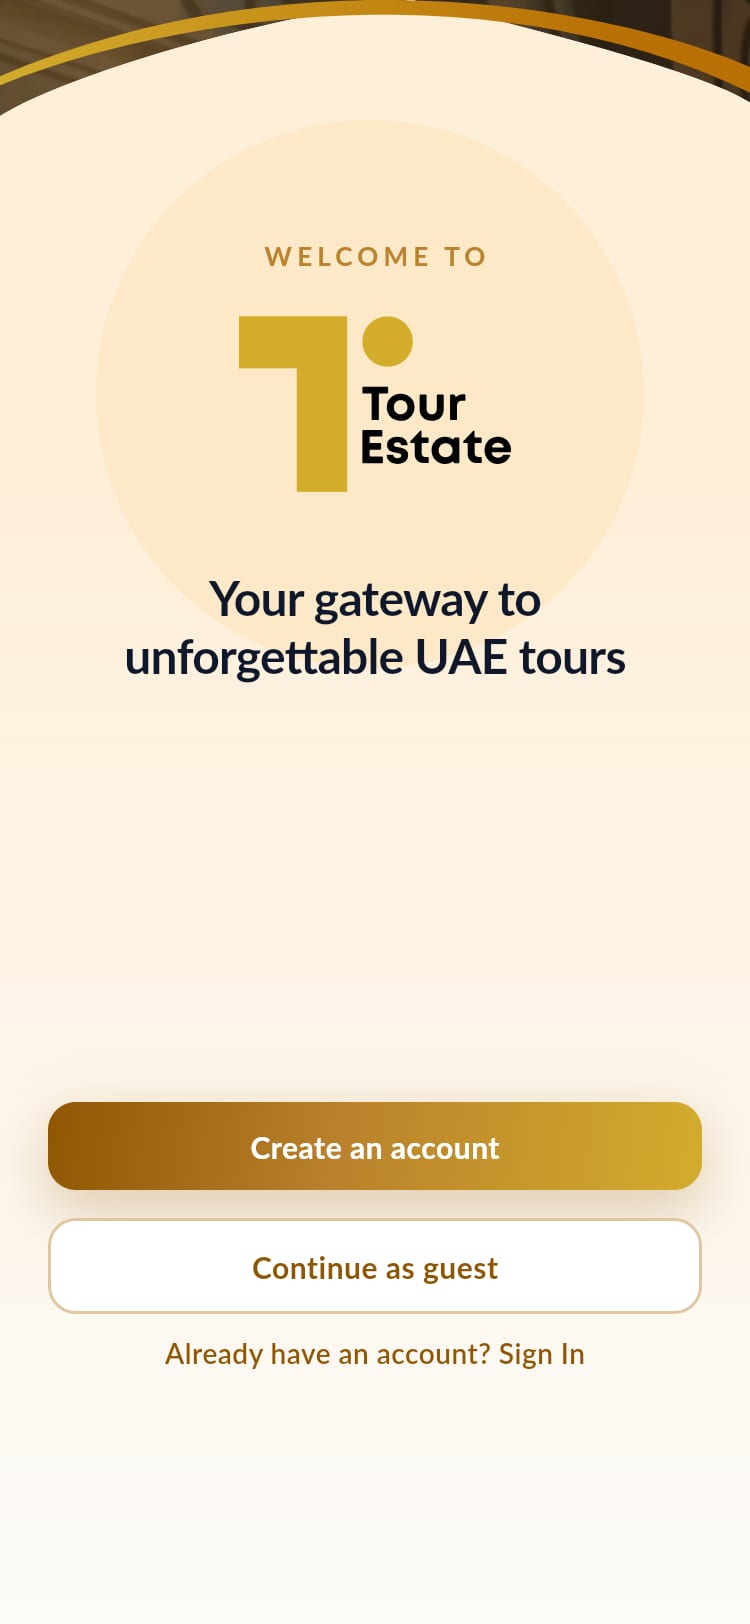 WELCOME TO
Tour
Estate
Your gateway to
unforgettable UAE tours
Create an account
Continue as guest
Already have an account? Sign In